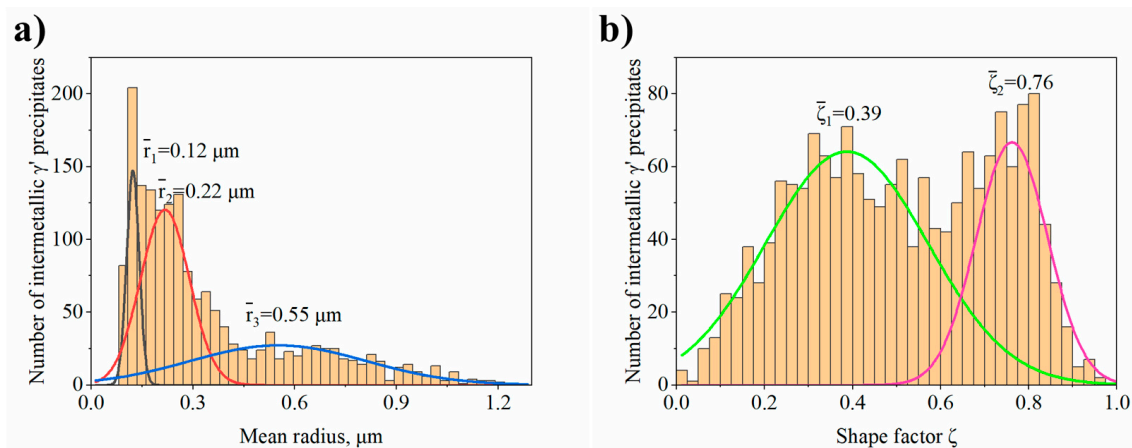 a)
Number of intermetallic γ' precipitates
200
150
100
50
0
r̄₁=0.12 μm
r̄₂=0.22 μm
r̄₃=0.55 μm
0.0 0.3 0.6 0.9 1.2
Mean radius, μm
b)
Number of intermetallic γ' precipitates
80
60
40
20
0
ζ̄₁=0.39
ζ̄₂=0.76
0.0 0.2 0.4 0.6 0.8 1.0
Shape factor ζ